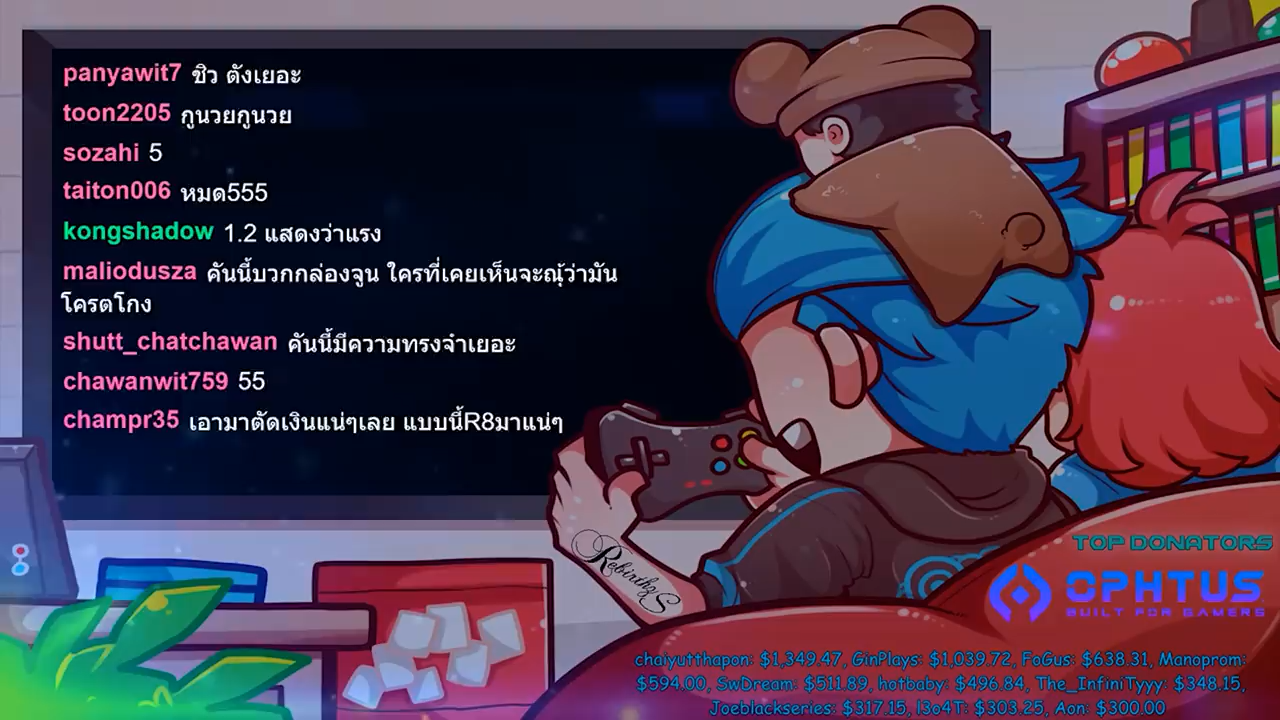 panyawit7 ชิว ตังเยอะ
toon2205 กูนวยกูนวย
sozahi 5
taiton006 หมด555
kongshadow 1.2 แสดงว่าแรง
maliodusza คันนี้บวกกล่องจูน ใครที่เคยเห็นจะณุ้ว่ามัน
โครตโกง
shutt_chatchawan คันนี้มีความทรงจำเยอะ
chawanwit759 55
champr35 เอามาตัดเงินแน่ๆเลย แบบนี้R8มาแน่ๆ
RebirthzS
TOP DONATORS
OPHTUS
BUILT FOR GAMERS
chaiyutthapon: $1,349.47, GinPlays: $1,039.72, FoGus: $638.31, Manoprom:
$594.00, SwDream: $511.89, hotbaby: $496.84, The_InfiniTyyy: $348.15,
Joeblackseries: $317.15, l3o4T: $303.25, Aon: $300.00